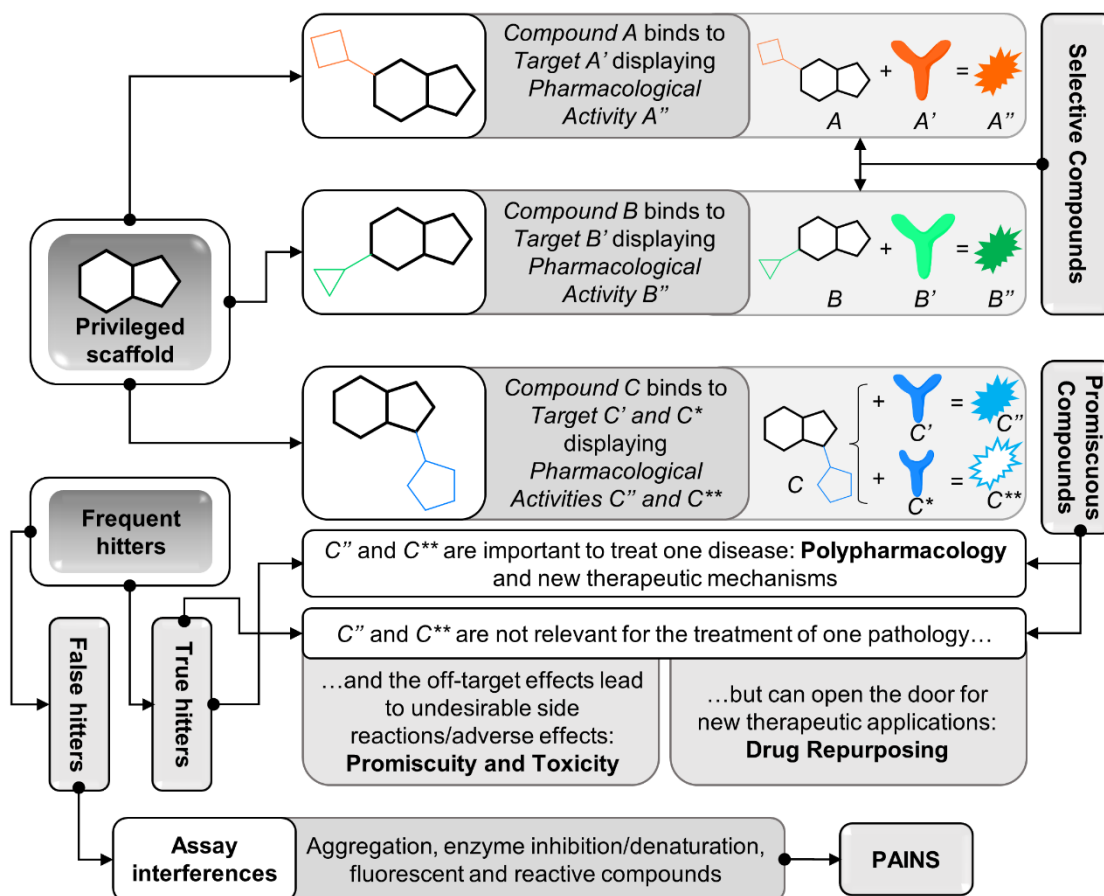 Compound A binds to
Target A’ displaying
Pharmacological
Activity A’’
+
=
A
A’
A’’
Selective Compounds
Privileged
scaffold
Compound B binds to
Target B’ displaying
Pharmacological
Activity B’’
+
=
B
B’
B’’
Compound C binds to
Target C’ and C*
displaying
Pharmacological
Activities C’’ and C**
C
+
=
C’
C’’
+
=
C*
C**
Promiscuous
Compounds
Frequent
hitters
C’’ and C** are important to treat one disease: Polypharmacology
and new therapeutic mechanisms
False hitters
True hitters
C’’ and C** are not relevant for the treatment of one pathology…
…and the off-target effects lead
to undesirable side
reactions/adverse effects:
Promiscuity and Toxicity
…but can open the door for
new therapeutic applications:
Drug Repurposing
Assay
interferences
Aggregation, enzyme inhibition/denaturation,
fluorescent and reactive compounds
PAINS